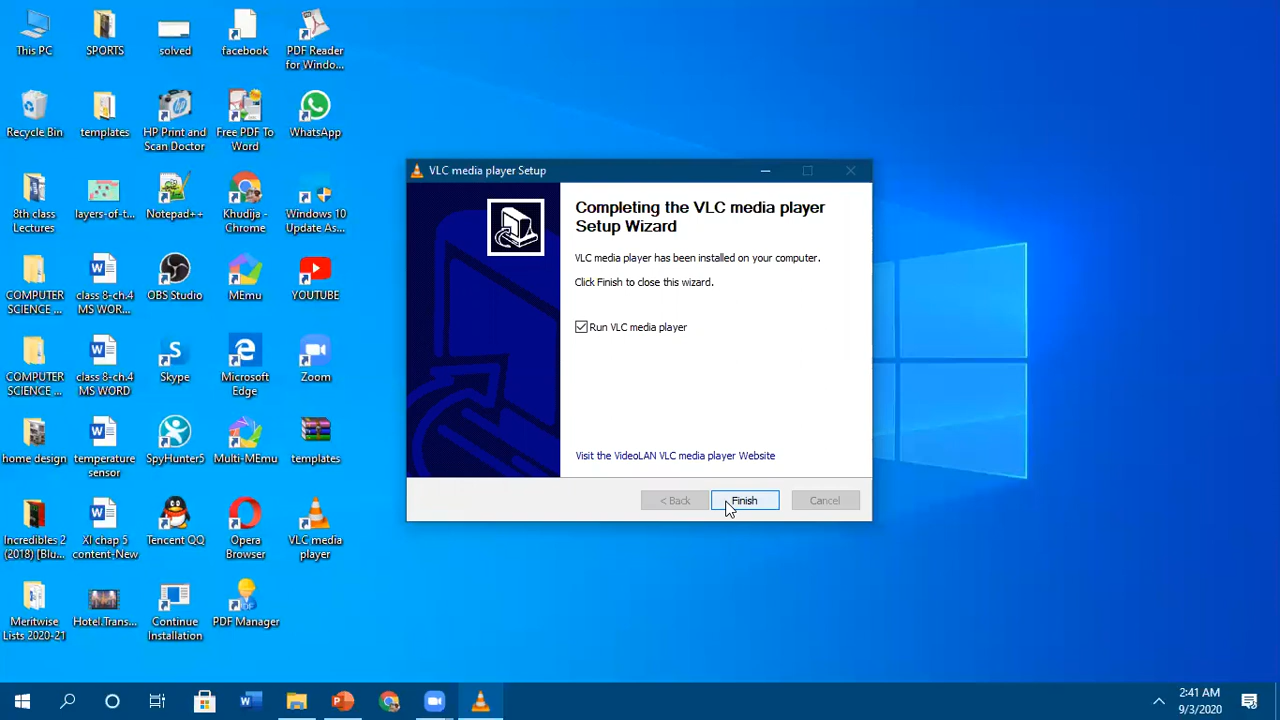 This PC
SPORTS
solved
facebook
PDF Reader
for Windo...
Recycle Bin
templates
HP Print and
Scan Doctor
Free PDF To
Word
WhatsApp
8th class
Lectures
layers-of-t...
Notepad++
Khudija -
Chrome
Windows 10
Update As...
COMPUTER
SCIENCE ...
class 8-ch.4
MS WOR...
OBS Studio
MEmu
YOUTUBE
COMPUTER
SCIENCE ...
class 8-ch.4
MS WORD
Skype
Microsoft
Edge
Zoom
home design
temperature
sensor
SpyHunter5
Multi-MEmu
templates
Incredibles 2
(2018) [Blu...
XI chap 5
content-New
Tencent QQ
Opera
Browser
VLC media
player
Meritwise
Lists 2020-21
Hotel.Trans...
Continue
Installation
PDF Manager
VLC media player Setup
Completing the VLC media player
Setup Wizard
VLC media player has been installed on your computer.
Click Finish to close this wizard.
Run VLC media player
Visit the VideoLAN VLC media player Website
< Back
Finish
Cancel
2:41 AM
9/3/2020